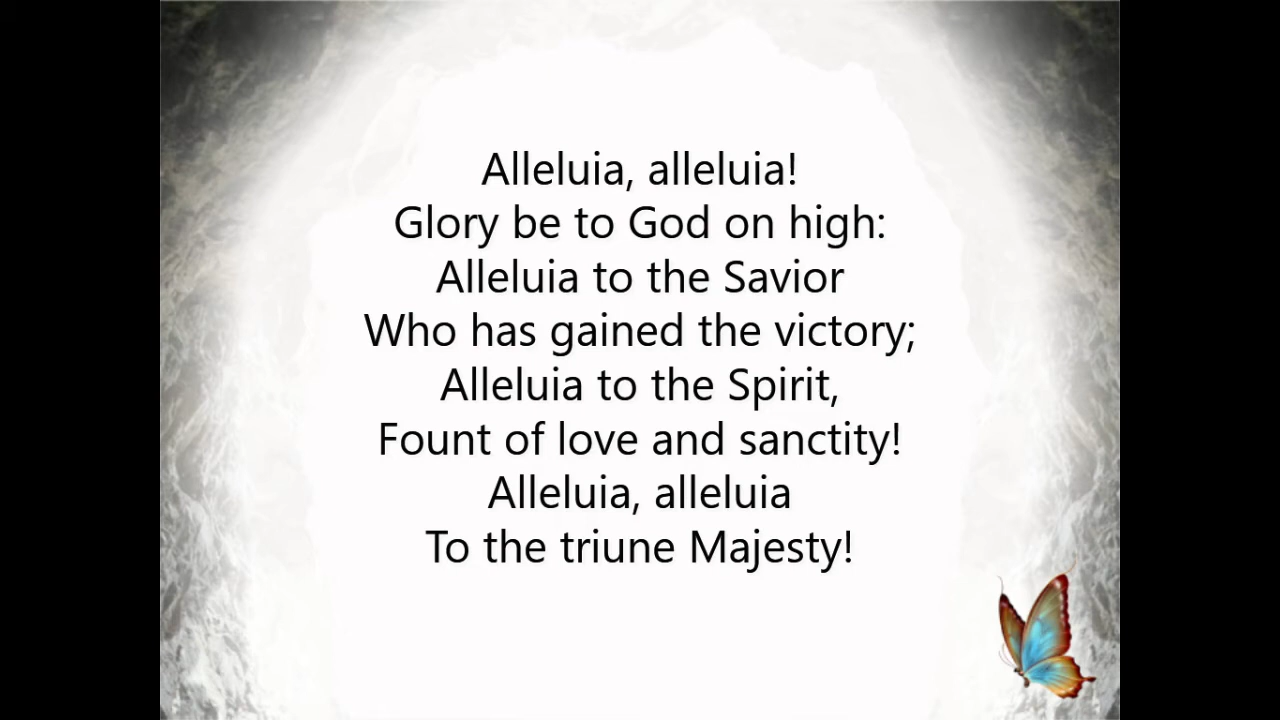 Alleluia, alleluia!
Glory be to God on high:
Alleluia to the Savior
Who has gained the victory;
Alleluia to the Spirit,
Fount of love and sanctity!
Alleluia, alleluia
To the triune Majesty!